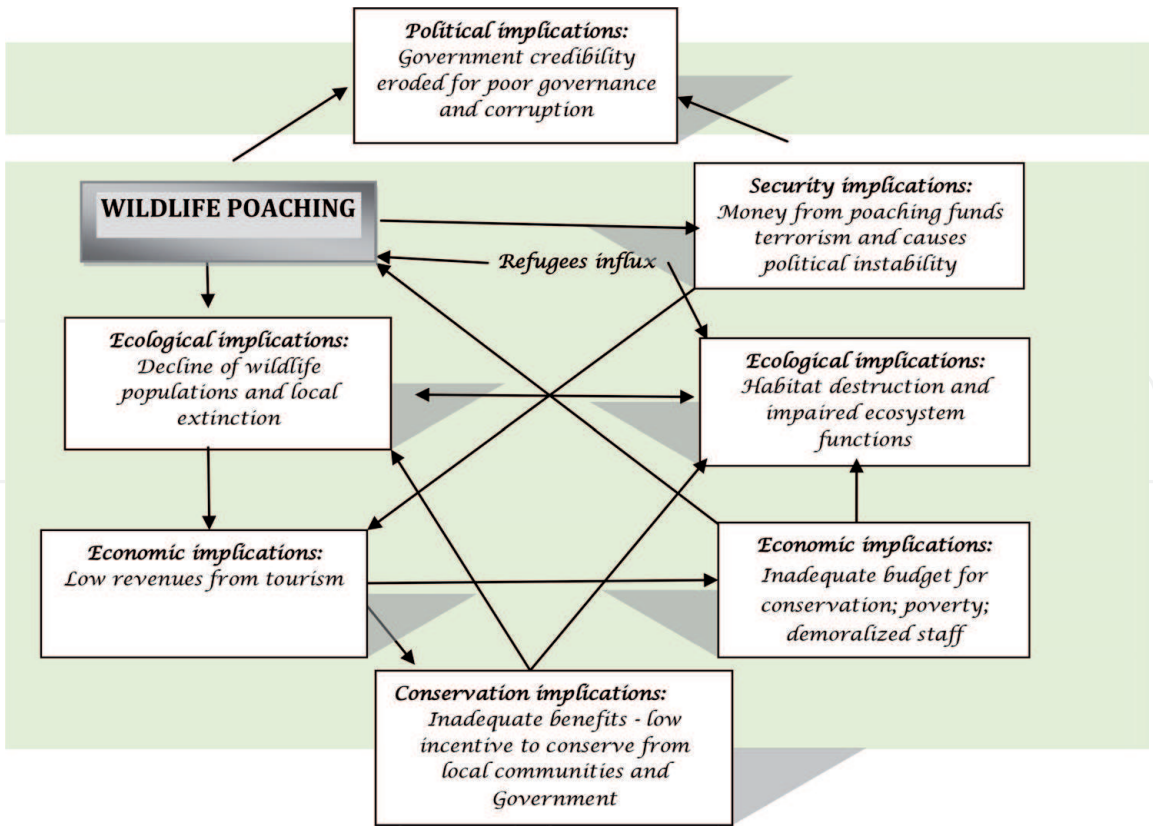 Political implications:
Government credibility
eroded for poor governance
and corruption
WILDLIFE POACHING
Security implications:
Money from poaching funds
terrorism and causes
political instability
Refugees influx
Ecological implications:
Decline of wildlife
populations and local
extinction
Ecological implications:
Habitat destruction and
impaired ecosystem
functions
Economic implications:
Low revenues from tourism
Economic implications:
Inadequate budget for
conservation; poverty;
demoralized staff
Conservation implications:
Inadequate benefits - low
incentive to conserve from
local communities and
Government